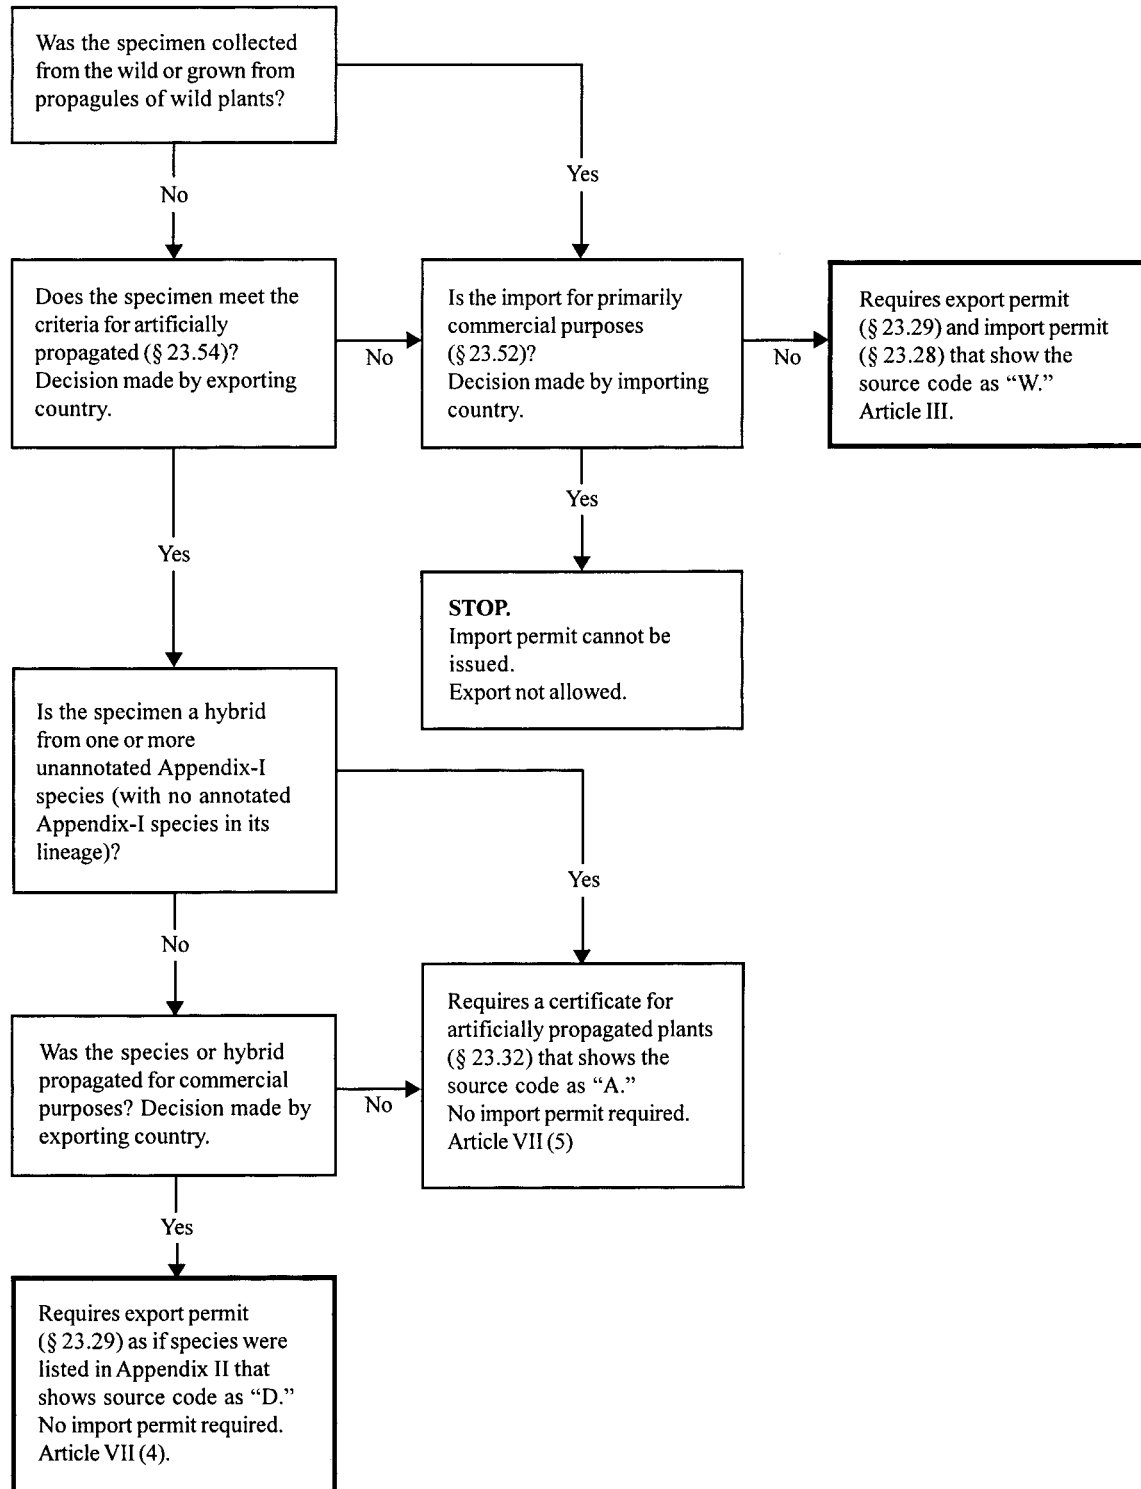 Was the specimen collected
from the wild or grown from
propagules of wild plants?
No
Yes
Does the specimen meet the
criteria for artificially
propagated (§ 23.54)?
Decision made by exporting
country.
No
Is the import for primarily
commercial purposes
(§ 23.52)?
Decision made by importing
country.
No
Requires export permit
(§ 23.29) and import permit
(§ 23.28) that show the
source code as “W.”
Article III.
Yes
Yes
STOP.
Import permit cannot be
issued.
Export not allowed.
Is the specimen a hybrid
from one or more
unannotated Appendix-I
species (with no annotated
Appendix-I species in its
lineage)?
Yes
No
Was the species or hybrid
propagated for commercial
purposes? Decision made by
exporting country.
No
Requires a certificate for
artificially propagated plants
(§ 23.32) that shows the
source code as “A.”
No import permit required.
Article VII (5)
Yes
Requires export permit
(§ 23.29) as if species were
listed in Appendix II that
shows source code as “D.”
No import permit required.
Article VII (4).